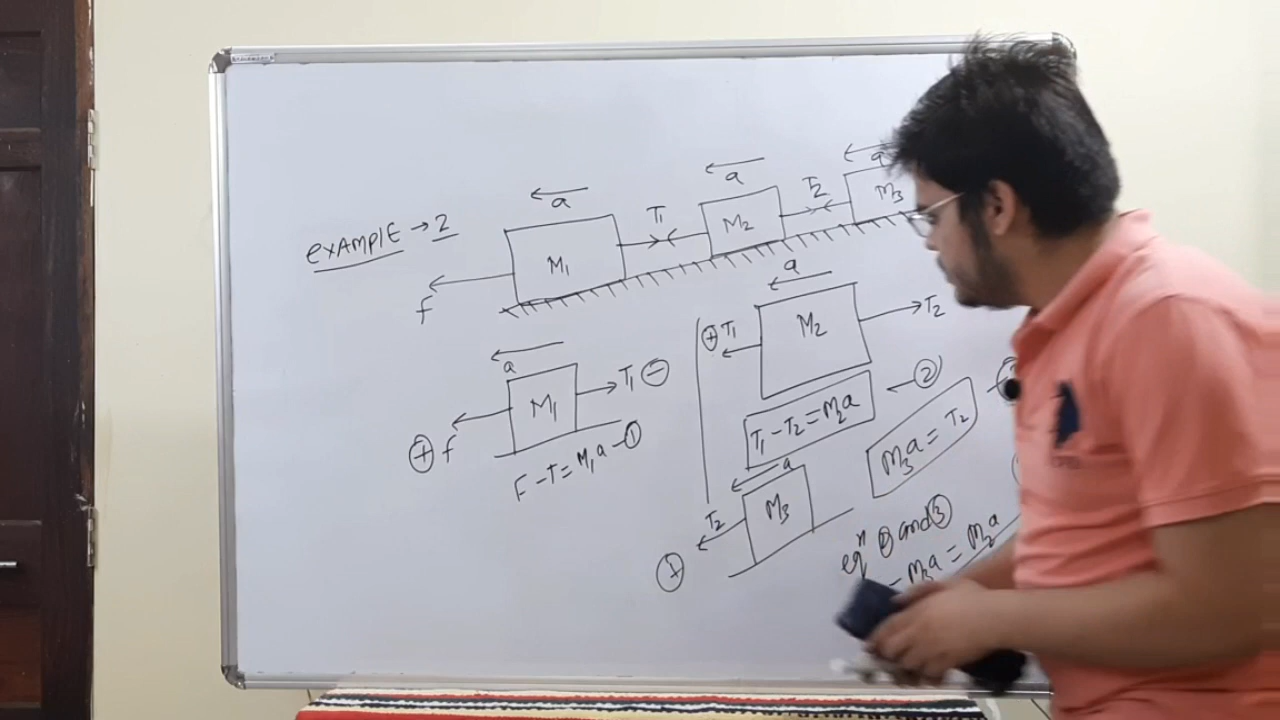 EXAMPLE → 2
a
a
a
T1
T2
M1
M2
M3
f
a
M1
T1 ⊖
⊕ f
F - T = M1a - ①
a
M2
⊕ T1
T2
T1 - T2 = M2a
②
M3a = T2
a
M3
T2
⊕
eqn ② and ③
- M3a = M2a